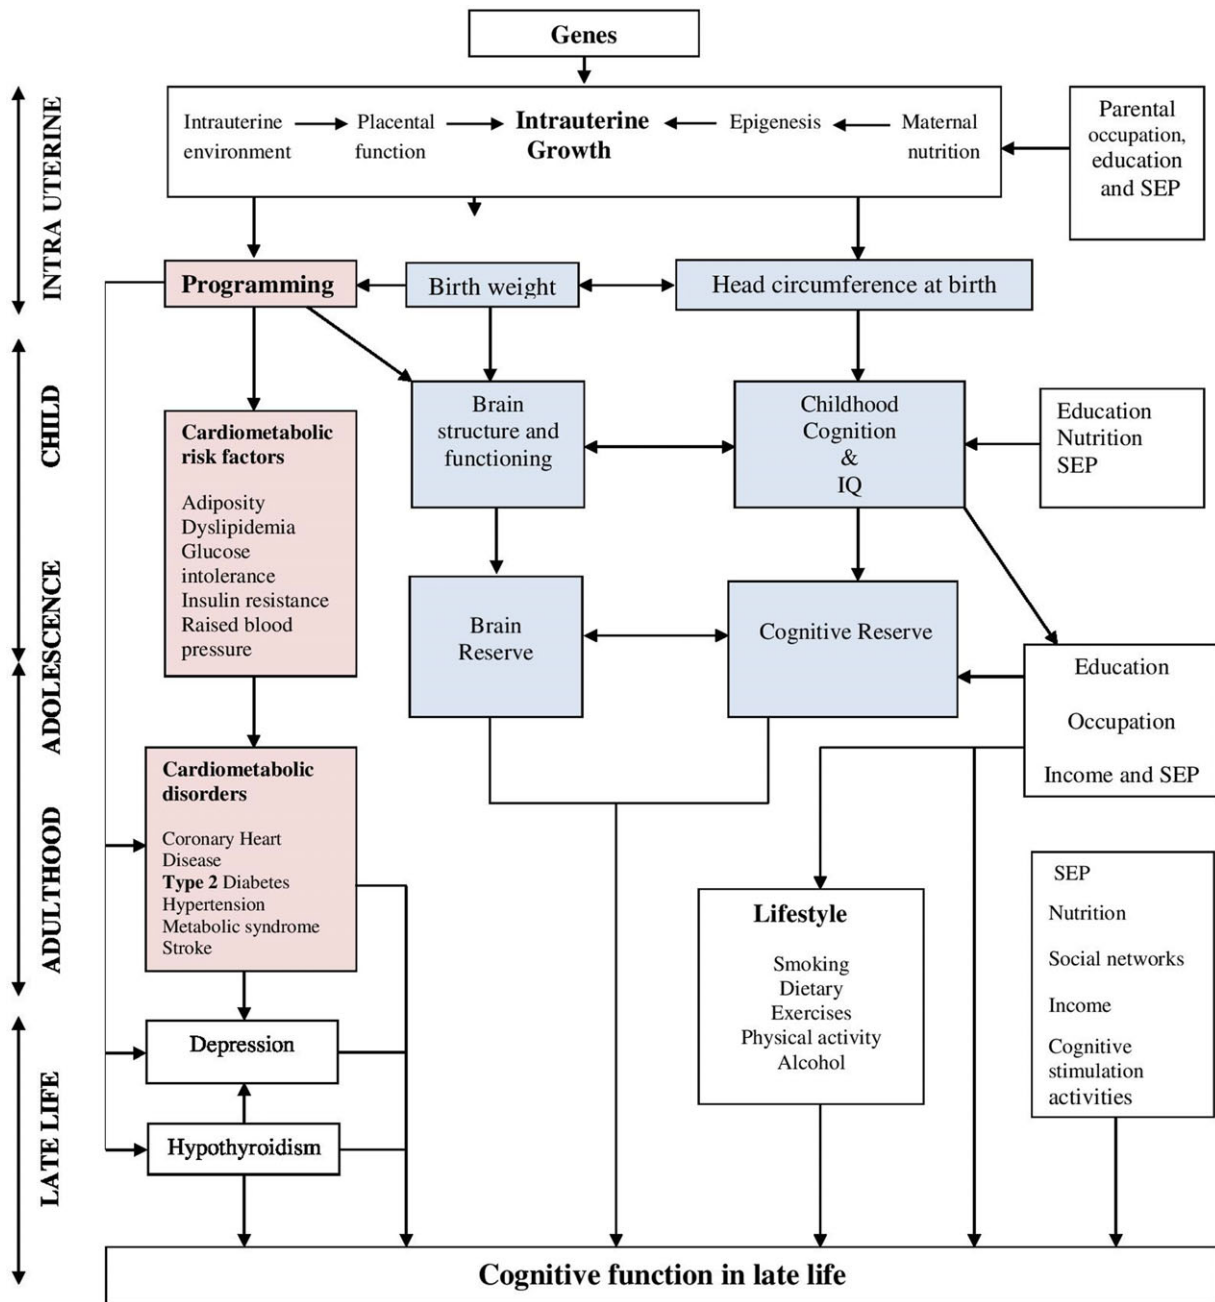 Genes
INTRA UTERINE
Intrauterine environment
Placental function
Intrauterine Growth
Epigenesis
Maternal nutrition
Parental
occupation,
education
and SEP
Programming
Birth weight
Head circumference at birth
CHILD
Cardiometabolic
risk factors
Adiposity
Dyslipidemia
Glucose
intolerance
Insulin resistance
Raised blood
pressure
Brain
structure and
functioning
Childhood
Cognition
&
IQ
Education
Nutrition
SEP
ADOLESCENCE
Brain
Reserve
Cognitive Reserve
Education
Occupation
Income and SEP
ADULTHOOD
Cardiometabolic
disorders
Coronary Heart
Disease
Type 2 Diabetes
Hypertension
Metabolic syndrome
Stroke
Lifestyle
Smoking
Dietary
Exercises
Physical activity
Alcohol
SEP
Nutrition
Social networks
Income
Cognitive
stimulation
activities
LATE LIFE
Depression
Hypothyroidism
Cognitive function in late life